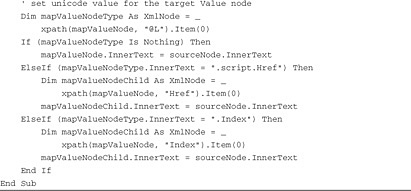 ' set unicode value for the target Value node
Dim mapValueNodeType As XmlNode = _
xpath(mapValueNode, "@L").Item(0)
If (mapValueNodeType Is Nothing) Then
mapValueNode.InnerText = sourceNode.InnerText
ElseIf (mapValueNodeType.InnerText = ".script.Href") Then
Dim mapValueNodeChild As XmlNode = _
xpath(mapValueNode, "Href").Item(0)
mapValueNodeChild.InnerText = sourceNode.InnerText
ElseIf (mapValueNodeType.InnerText = ".Index") Then
Dim mapValueNodeChild As XmlNode = _
xpath(mapValueNode, "Index").Item(0)
mapValueNodeChild.InnerText = sourceNode.InnerText
End If
End Sub